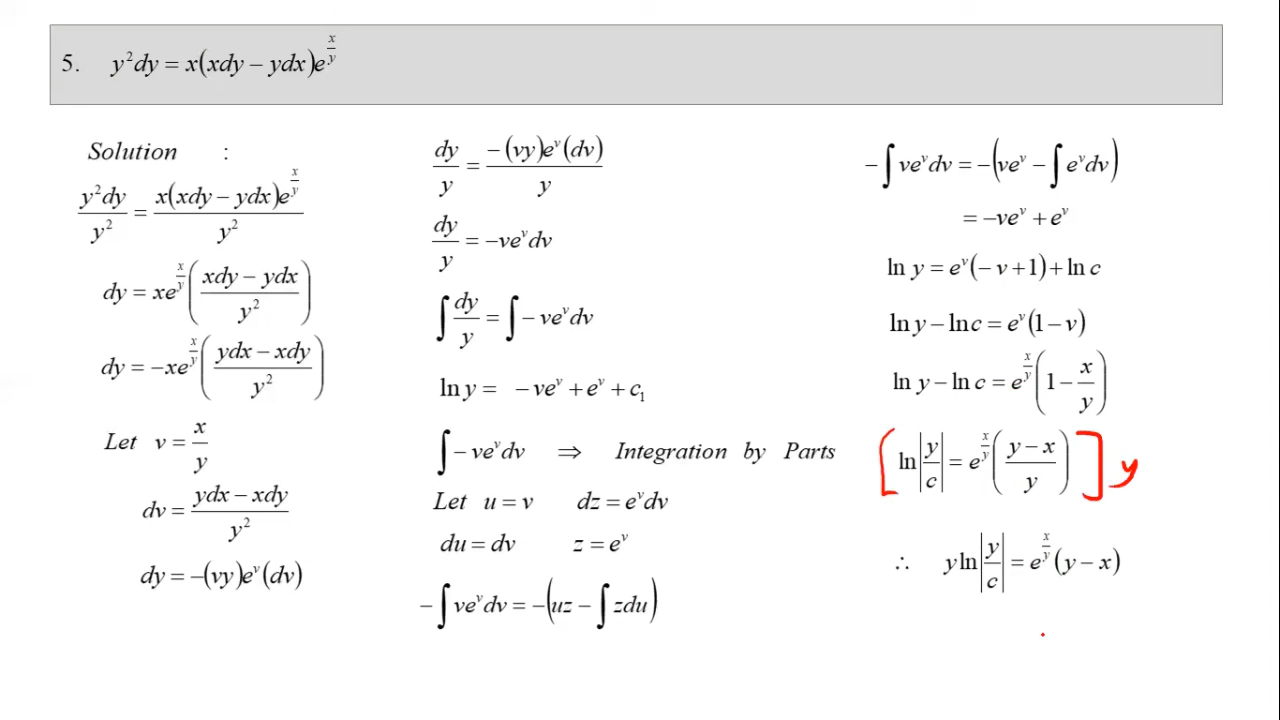 5. y²dy = x(xdy − ydx)e^(x/y)
Solution :
y²dy / y² = x(xdy − ydx)e^(x/y) / y²
dy = xe^(x/y) ((xdy − ydx) / y²)
dy = −xe^(x/y) ((ydx − xdy) / y²)
Let v = x/y
dv = (ydx − xdy) / y²
dy = −(vy)e^v(dv)
dy/y = −(vy)e^v(dv) / y
dy/y = −ve^v dv
∫ dy/y = ∫ −ve^v dv
ln y = −ve^v + e^v + c₁
∫ −ve^v dv ⇒ Integration by Parts
Let u = v dz = e^v dv
du = dv z = e^v
−∫ ve^v dv = −(uz − ∫ zdu)
−∫ ve^v dv = −(ve^v − ∫ e^v dv)
= −ve^v + e^v
ln y = e^v(−v + 1) + ln c
ln y − ln c = e^v(1 − v)
ln y − ln c = e^(x/y) (1 − x/y)
[ln|y/c| = e^(x/y) ((y − x) / y)] y
∴ y ln|y/c| = e^(x/y) (y − x)